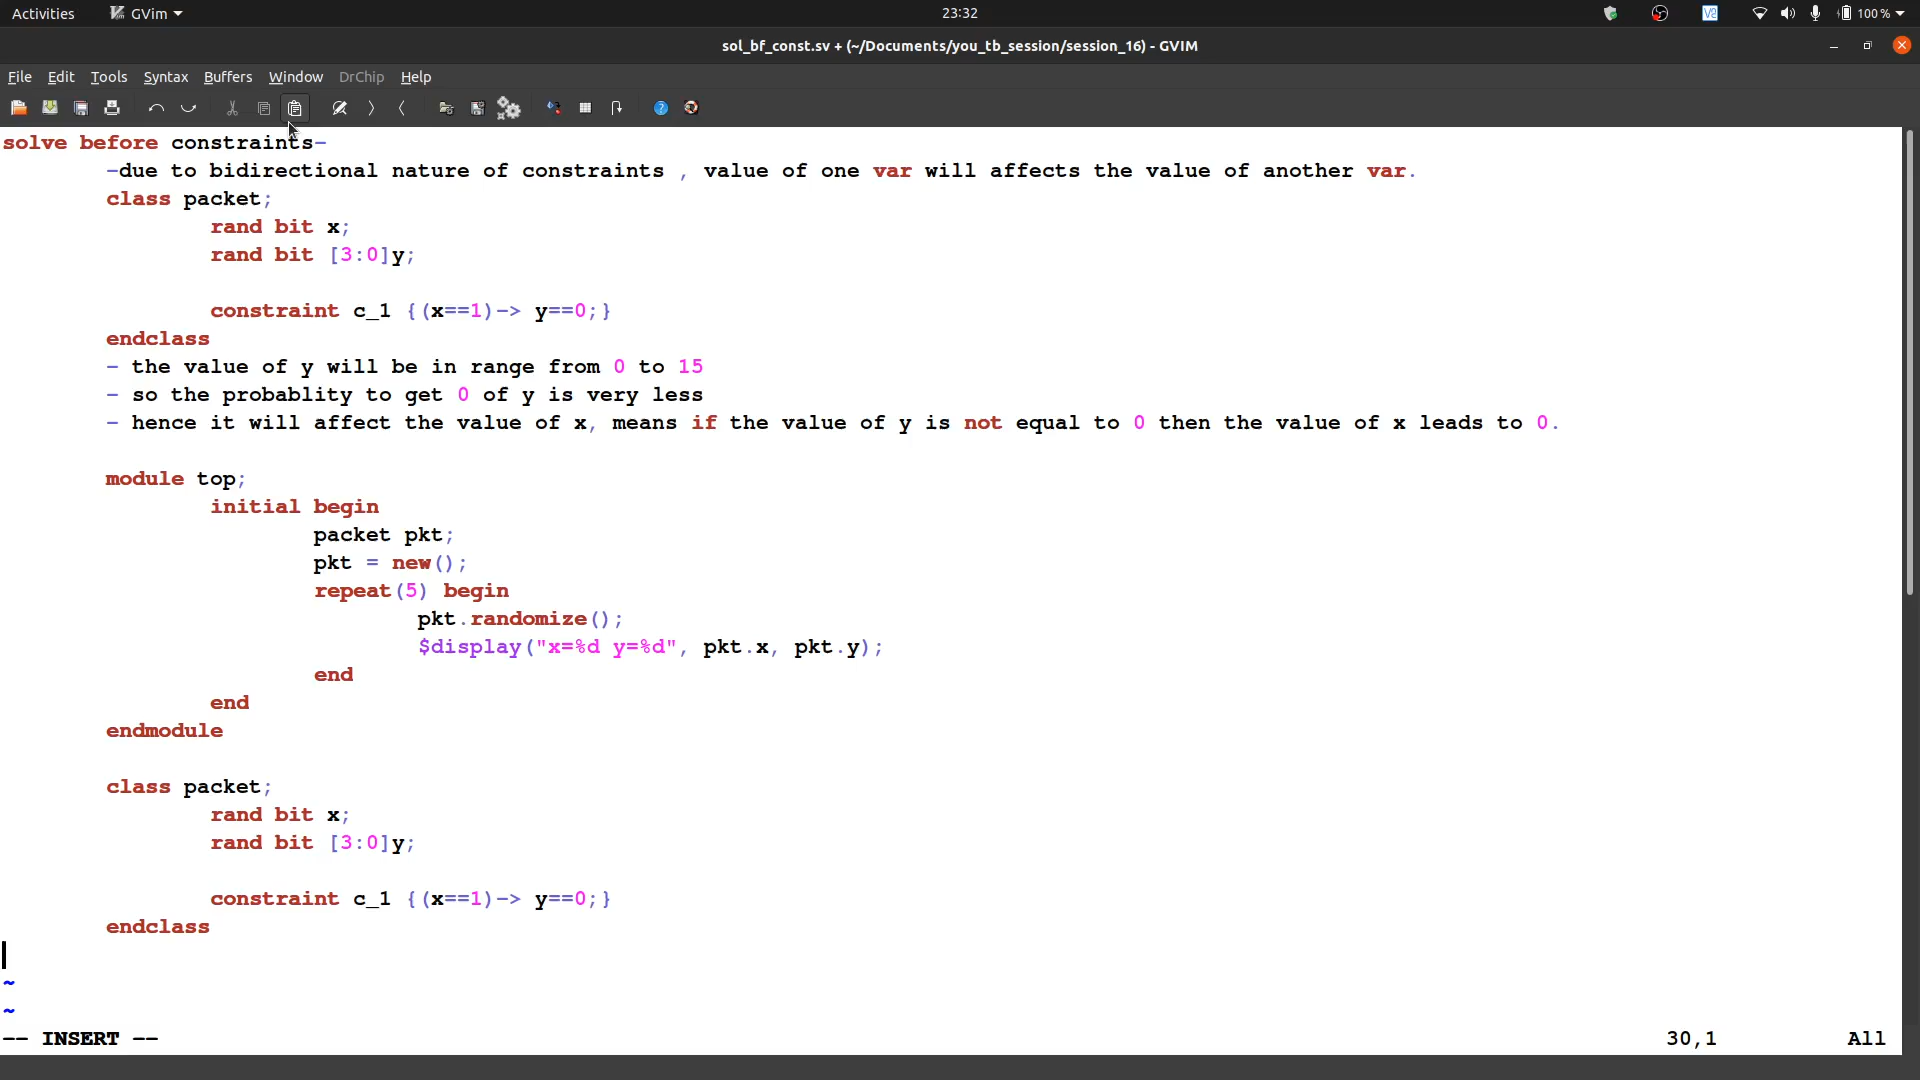 Activities GVim 23:32 V2 100 %
sol_bf_const.sv + (~/Documents/you_tb_session/session_16) - GVIM
File Edit Tools Syntax Buffers Window DrChip Help
solve before constraints-
-due to bidirectional nature of constraints , value of one var will affects the value of another var.
class packet;
rand bit x;
rand bit [3:0]y;
constraint c_1 {(x==1)-> y==0;}
endclass
- the value of y will be in range from 0 to 15
- so the probablity to get 0 of y is very less
- hence it will affect the value of x, means if the value of y is not equal to 0 then the value of x leads to 0.
module top;
initial begin
packet pkt;
pkt = new();
repeat(5) begin
pkt.randomize();
$display("x=%d y=%d", pkt.x, pkt.y);
end
end
endmodule
class packet;
rand bit x;
rand bit [3:0]y;
constraint c_1 {(x==1)-> y==0;}
endclass
~
~
-- INSERT -- 30,1 All